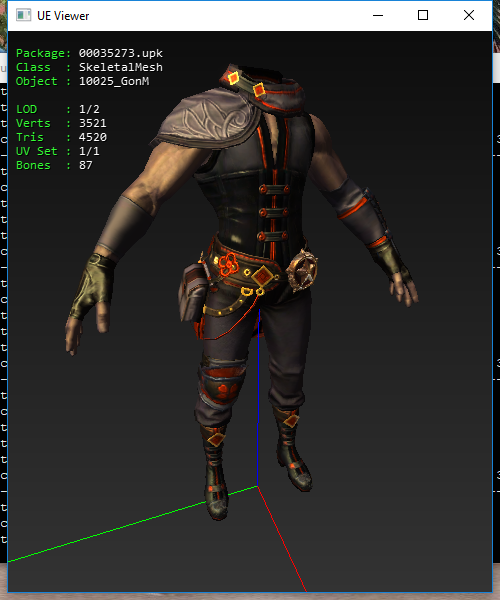 UE Viewer
Package: 00035273.upk
Class  : SkeletalMesh
Object : 10025_GonM
LOD    : 1/2
Verts  : 3521
Tris   : 4520
UV Set : 1/1
Bones  : 87